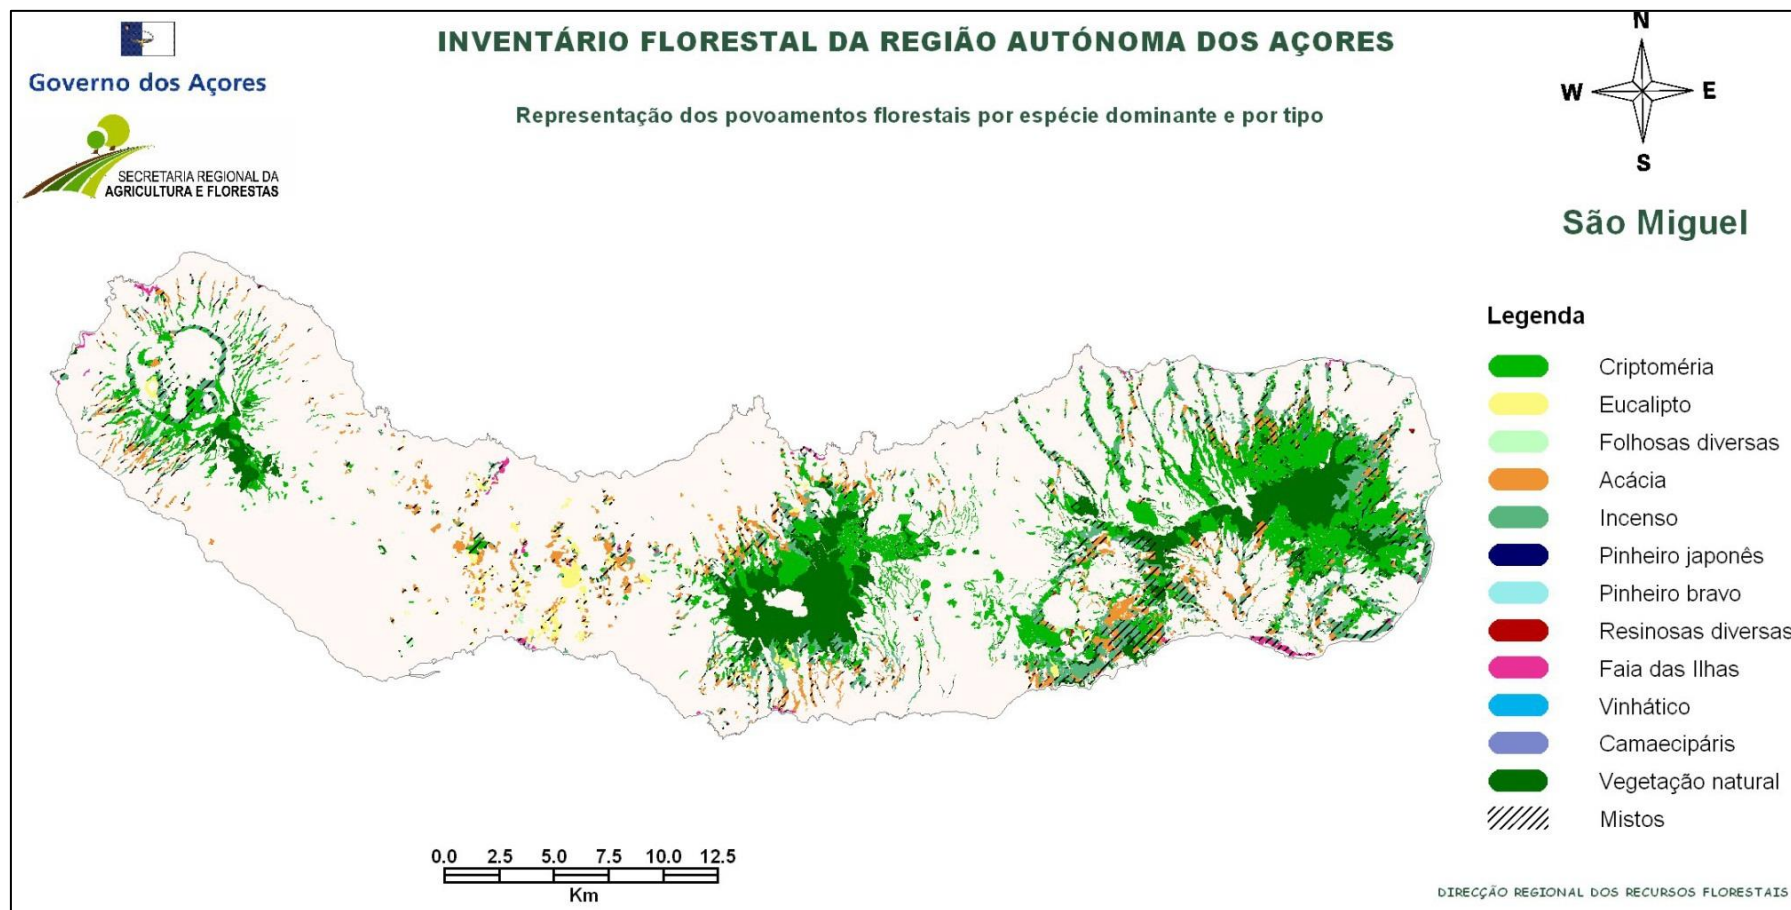 Governo dos Açores
SECRETARIA REGIONAL DA
AGRICULTURA E FLORESTAS
INVENTÁRIO FLORESTAL DA REGIÃO AUTÓNOMA DOS AÇORES
Representação dos povoamentos florestais por espécie dominante e por tipo
N
W
E
S
São Miguel
Legenda
Criptoméria
Eucalipto
Folhosas diversas
Acácia
Incenso
Pinheiro japonês
Pinheiro bravo
Resinosas diversas
Faia das Ilhas
Vinhático
Camaecipáris
Vegetação natural
Mistos
0.0 2.5 5.0 7.5 10.0 12.5
Km
DIRECÇÃO REGIONAL DOS RECURSOS FLORESTAIS